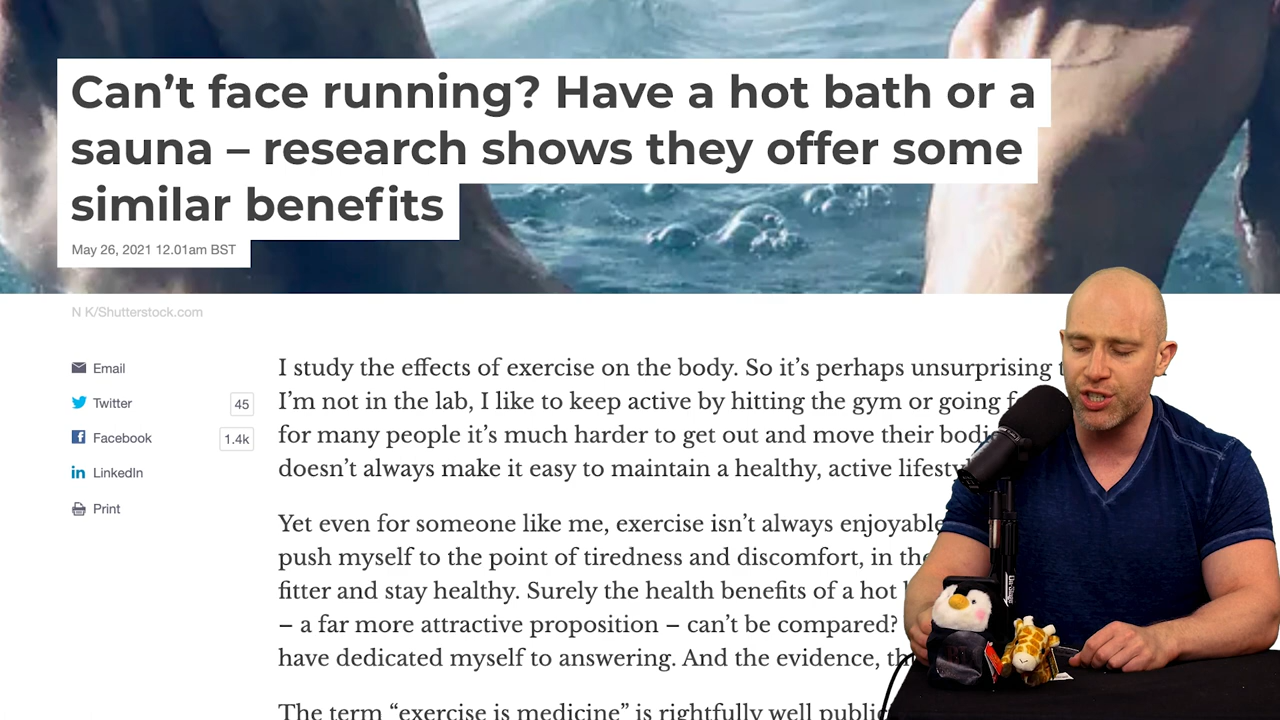 Can't face running? Have a hot bath or a
sauna – research shows they offer some
similar benefits
May 26, 2021 12.01am BST
N K/Shutterstock.com
Email
Twitter
45
Facebook
1.4k
LinkedIn
Print
I study the effects of exercise on the body. So it's perhaps unsurprising
I'm not in the lab, I like to keep active by hitting the gym or going
for many people it's much harder to get out and move their
doesn't always make it easy to maintain a healthy, active
Yet even for someone like me, exercise isn't always enjoyable
push myself to the point of tiredness and discomfort, in
fitter and stay healthy. Surely the health benefits of a hot
– a far more attractive proposition – can't be compared?
have dedicated myself to answering. And the evidence,
The term “exercise is medicine” is rightfully well